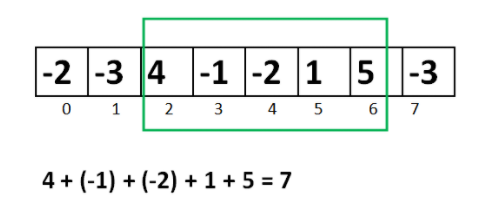 -2 -3 4 -1 -2 1 5 -3
0 1 2 3 4 5 6 7
4 + (-1) + (-2) + 1 + 5 = 7